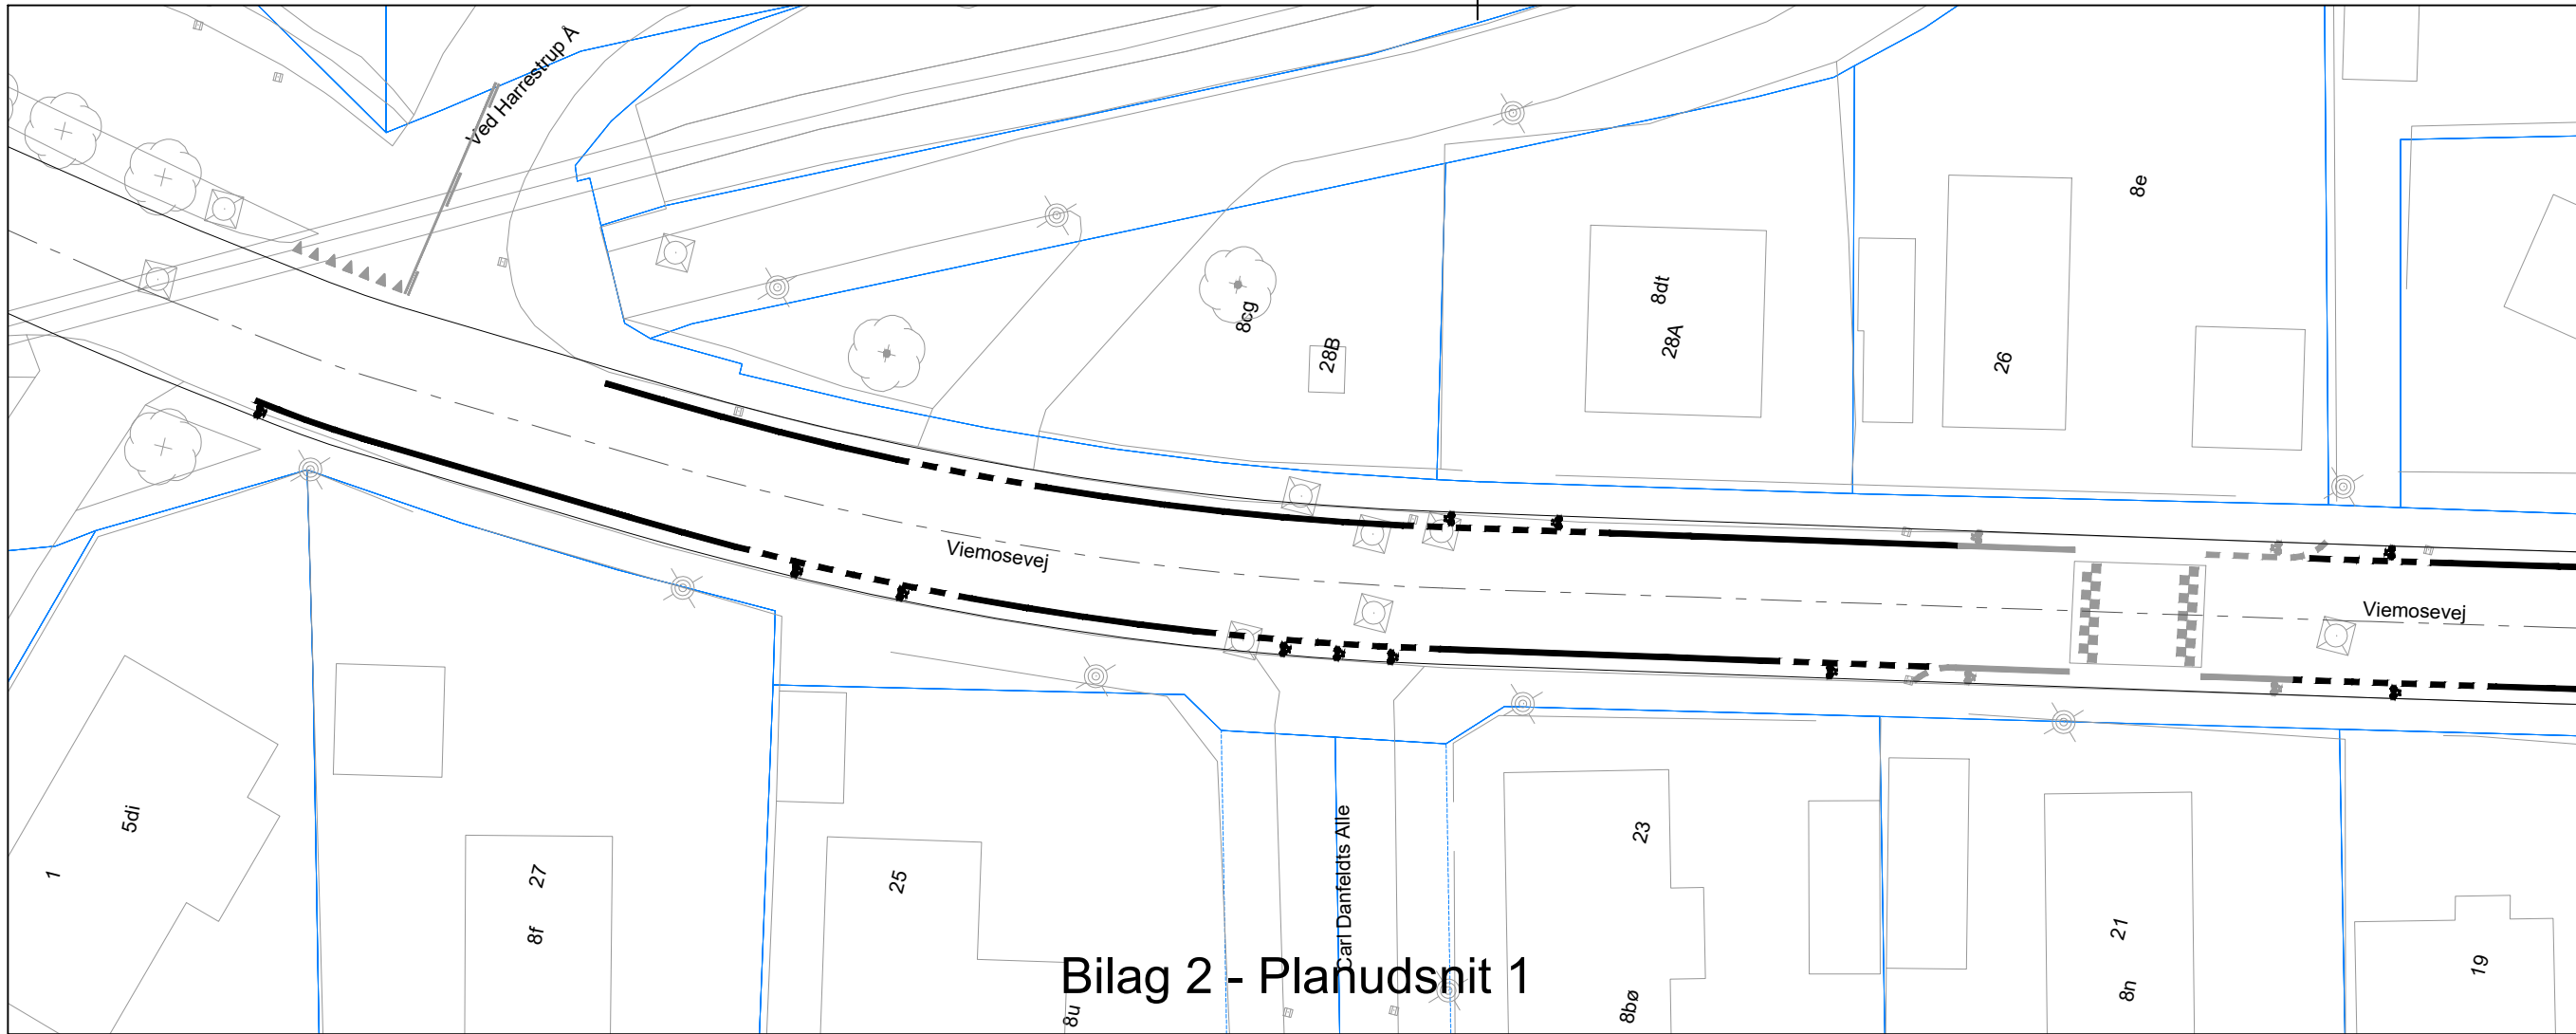 Ved Harrestrup Å
8e
8cg
28B
8dt
28A
26
Viemosevej
Viemosevej
5di
1
27
8f
25
8u
Carl Danfeldts Alle
23
8bø
21
8n
19
Bilag 2 - Planudsnit 1